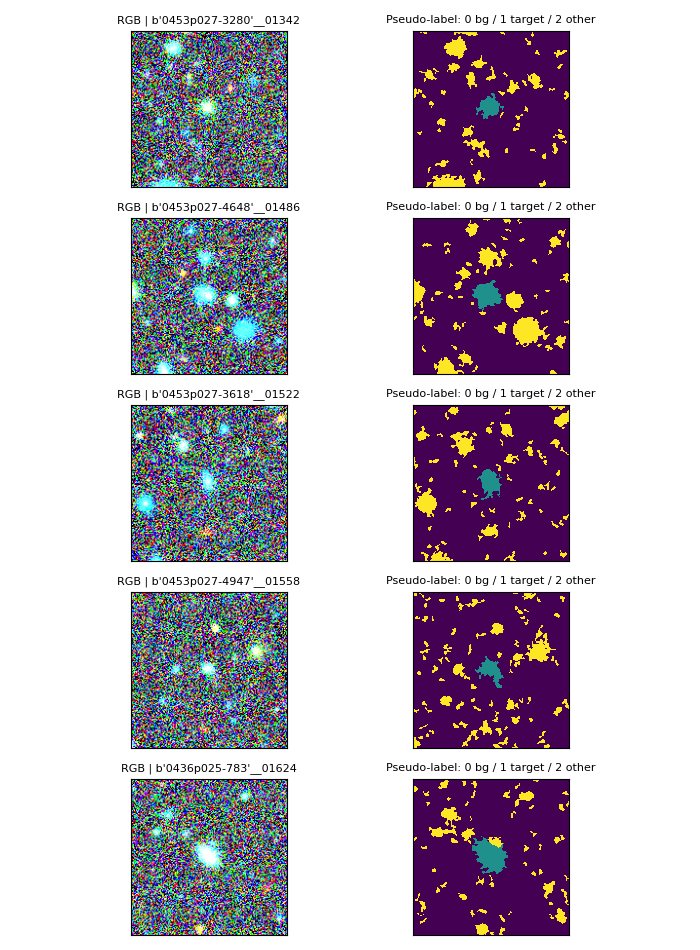 RGB | b'0453p027-3280'__01342
Pseudo-label: 0 bg / 1 target / 2 other
RGB | b'0453p027-4648'__01486
Pseudo-label: 0 bg / 1 target / 2 other
RGB | b'0453p027-3618'__01522
Pseudo-label: 0 bg / 1 target / 2 other
RGB | b'0453p027-4947'__01558
Pseudo-label: 0 bg / 1 target / 2 other
RGB | b'0436p025-783'__01624
Pseudo-label: 0 bg / 1 target / 2 other